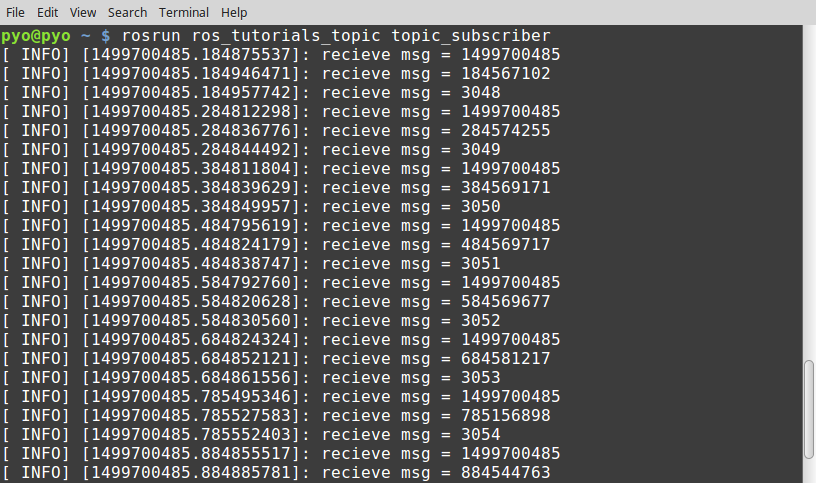 File Edit View Search Terminal Help
pyo@pyo ~ $ rosrun ros_tutorials_topic topic_subscriber
[ INFO] [1499700485.184875537]: recieve msg = 1499700485
[ INFO] [1499700485.184946471]: recieve msg = 184567102
[ INFO] [1499700485.184957742]: recieve msg = 3048
[ INFO] [1499700485.284812298]: recieve msg = 1499700485
[ INFO] [1499700485.284836776]: recieve msg = 284574255
[ INFO] [1499700485.284844492]: recieve msg = 3049
[ INFO] [1499700485.384811804]: recieve msg = 1499700485
[ INFO] [1499700485.384839629]: recieve msg = 384569171
[ INFO] [1499700485.384849957]: recieve msg = 3050
[ INFO] [1499700485.484795619]: recieve msg = 1499700485
[ INFO] [1499700485.484824179]: recieve msg = 484569717
[ INFO] [1499700485.484838747]: recieve msg = 3051
[ INFO] [1499700485.584792760]: recieve msg = 1499700485
[ INFO] [1499700485.584820628]: recieve msg = 584569677
[ INFO] [1499700485.584830560]: recieve msg = 3052
[ INFO] [1499700485.684824324]: recieve msg = 1499700485
[ INFO] [1499700485.684852121]: recieve msg = 684581217
[ INFO] [1499700485.684861556]: recieve msg = 3053
[ INFO] [1499700485.785495346]: recieve msg = 1499700485
[ INFO] [1499700485.785527583]: recieve msg = 785156898
[ INFO] [1499700485.785552403]: recieve msg = 3054
[ INFO] [1499700485.884855517]: recieve msg = 1499700485
[ INFO] [1499700485.884885781]: recieve msg = 884544763